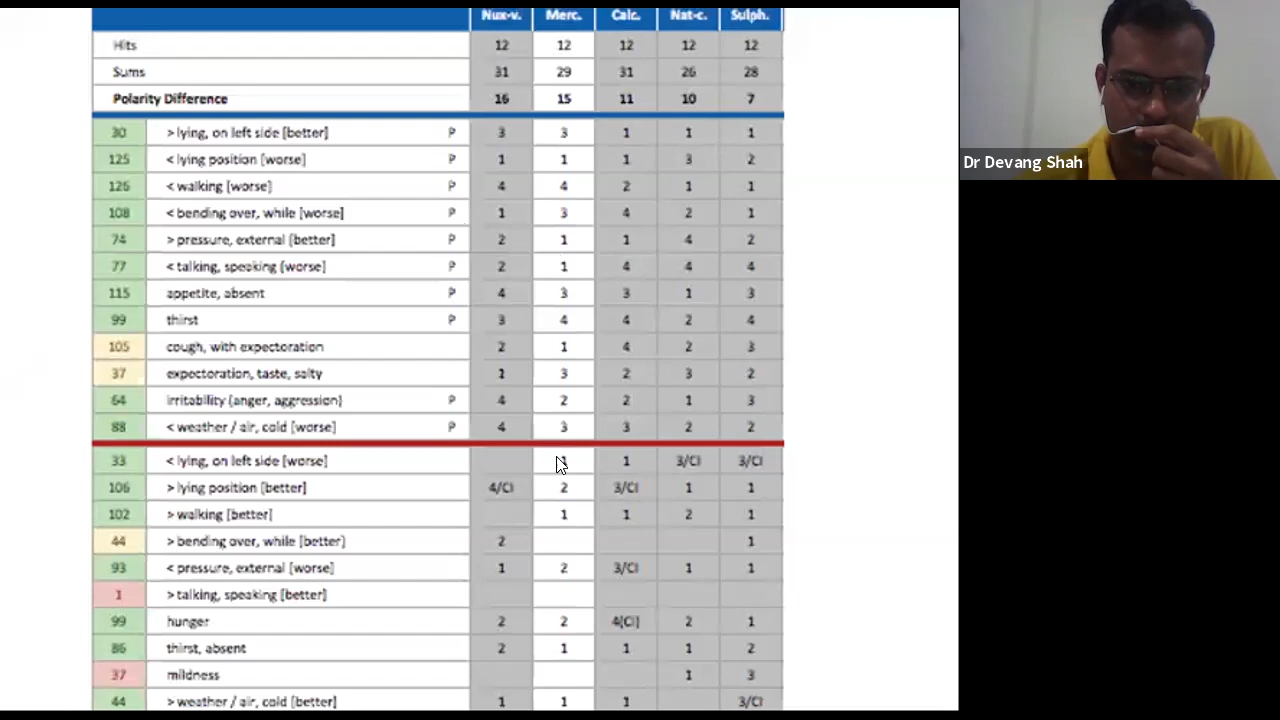 Nux-v. Merc. Calc. Nat-c. Sulph.
Hits 12 12 12 12 12
Sums 31 29 31 26 28
Polarity Difference 16 15 11 10 7
30 > lying, on left side [better] P 3 3 1 1 1
125 < lying position [worse] P 1 1 1 3 2
126 < walking [worse] P 4 4 2 1 1
108 < bending over, while [worse] P 1 3 4 2 1
74 > pressure, external [better] P 2 1 1 4 2
77 < talking, speaking [worse] P 2 1 4 4 4
115 appetite, absent P 4 3 3 1 3
99 thirst P 3 4 4 2 4
105 cough, with expectoration 2 1 4 2 3
37 expectoration, taste, salty 1 3 2 3 2
64 irritability (anger, aggression) P 4 2 2 1 3
88 < weather / air, cold [worse] P 4 3 3 2 2
33 < lying, on left side [worse] 1 3/CI 3/CI
106 > lying position [better] 4/CI 2 3/CI 1 1
102 > walking [better] 1 1 2 1
44 > bending over, while [better] 2 1
93 < pressure, external [worse] 1 2 3/CI 1 1
1 > talking, speaking [better]
99 hunger 2 2 4(CI) 2 1
86 thirst, absent 2 1 1 1 2
37 mildness 1 3
44 > weather / air, cold [better] 1 1 1 3/CI
Dr Devang Shah